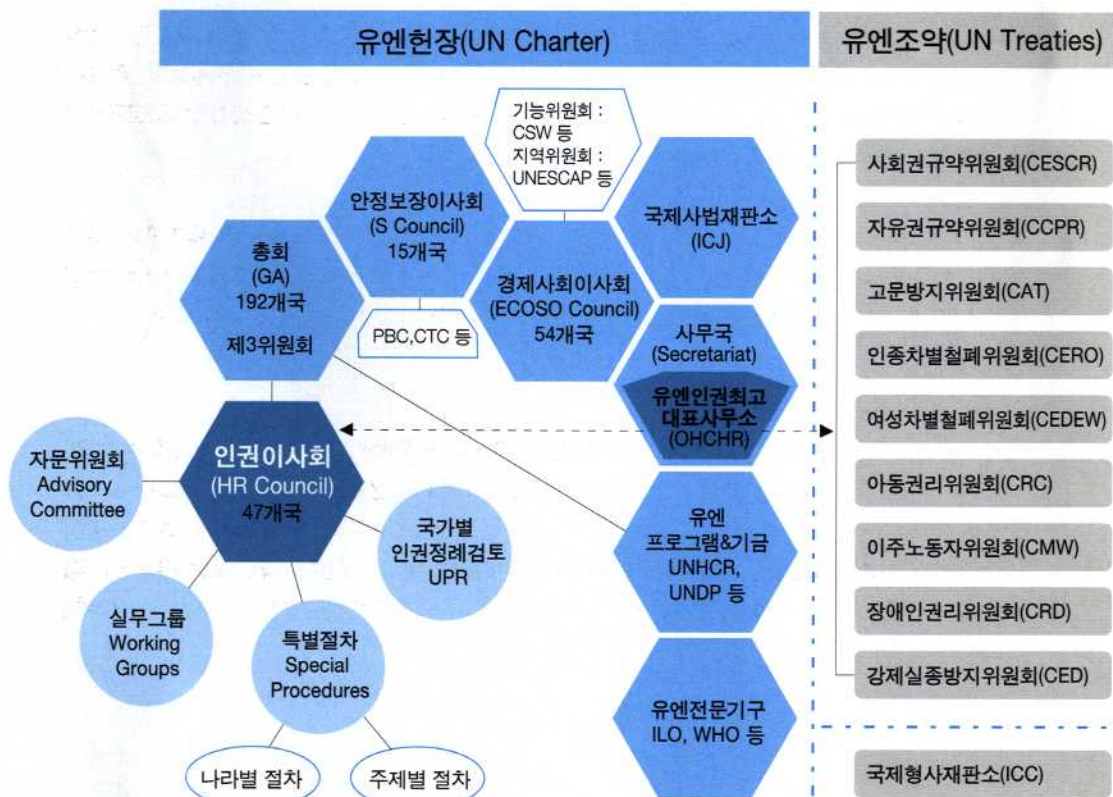 유엔헌장(UN Charter)
유엔조약(UN Treaties)
기능위원회 :
CSW 등
지역위원회 :
UNESCAP 등
안정보장이사회
(S Council)
15개국
국제사법재판소
(ICJ)
총회
(GA)
192개국
제3위원회
경제사회이사회
(ECOSO Council)
54개국
PBC,CTC 등
사무국
(Secretariat)
유엔인권최고
대표사무소
(OHCHR)
인권이사회
(HR Council)
47개국
자문위원회
Advisory
Committee
국가별
인권정례검토
UPR
실무그룹
Working
Groups
특별절차
Special
Procedures
나라별 절차
주제별 절차
유엔
프로그램&기금
UNHCR,
UNDP 등
유엔전문기구
ILO, WHO 등
사회권규약위원회(CESCR)
자유권규약위원회(CCPR)
고문방지위원회(CAT)
인종차별철폐위원회(CERO)
여성차별철폐위원회(CEDEW)
아동권리위원회(CRC)
이주노동자위원회(CMW)
장애인권리위원회(CRD)
강제실종방지위원회(CED)
국제형사재판소(ICC)